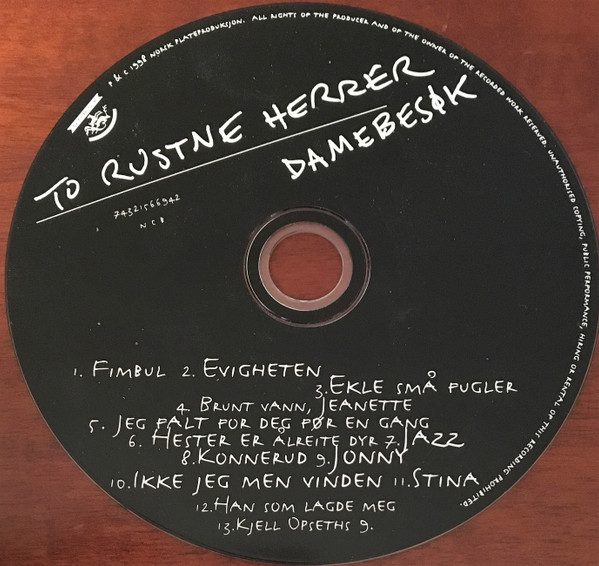 P & C 1998 NORSK PLATEPRODUKSJON. ALL RIGHTS OF THE PRODUCER AND OF THE OWNER OF THE RECORDED WORK RESERVED. UNAUTHORISED COPYING, PUBLIC PERFORMANCE, HIRING OR RENTAL OF THIS RECORDING PROHIBITED.
TO RUSTNE HERRER
DAMEBESØK
74321566942
NCB
1. FIMBUL 2. EVIGHETEN
3. EKLE SMÅ FUGLER
4. BRUNT VANN, JEANETTE
5. JEG FALT FOR DEG FØR EN GANG
6. HESTER ER ÅLREITE DYR 7. JAZZ
8. KONNERUD 9. JONNY
10. IKKE JEG MEN VINDEN 11. STINA
12. HAN SOM LAGDE MEG
13. KJELL OPSETHS 9.